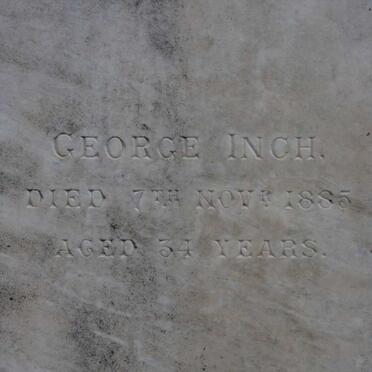 GEORGE INCH.
DIED 7TH NOVR 1885
AGED 34 YEARS.